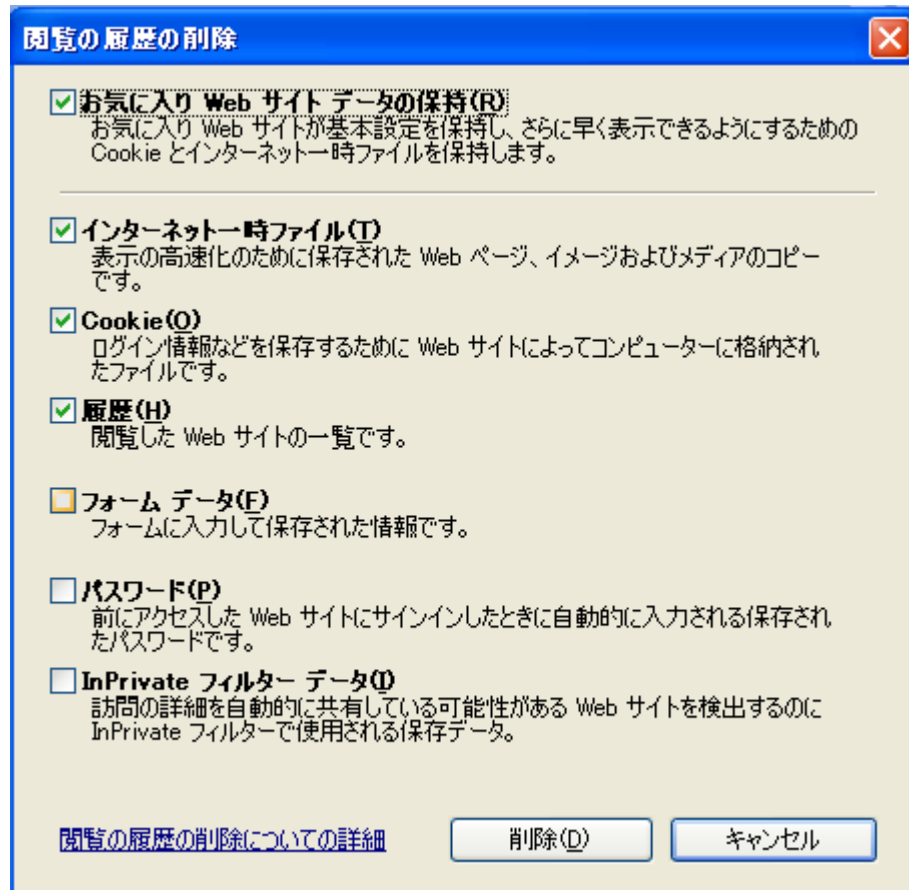 閲覧の履歴の削除
お気に入り Web サイト データの保持(R)
お気に入り Web サイトが基本設定を保持し、さらに早く表示できるようにするための
Cookie とインターネット一時ファイルを保持します。
インターネット一時ファイル(T)
表示の高速化のために保存された Web ページ、イメージおよびメディアのコピー
です。
Cookie(O)
ログイン情報などを保存するために Web サイトによってコンピューターに格納され
たファイルです。
履歴(H)
閲覧した Web サイトの一覧です。
フォーム データ(F)
フォームに入力して保存された情報です。
パスワード(P)
前にアクセスした Web サイトにサインインしたときに自動的に入力される保存され
たパスワードです。
InPrivate フィルター データ(I)
訪問の詳細を自動的に共有している可能性がある Web サイトを検出するのに
InPrivate フィルターで使用される保存データ。
閲覧の履歴の削除についての詳細
削除(D)
キャンセル